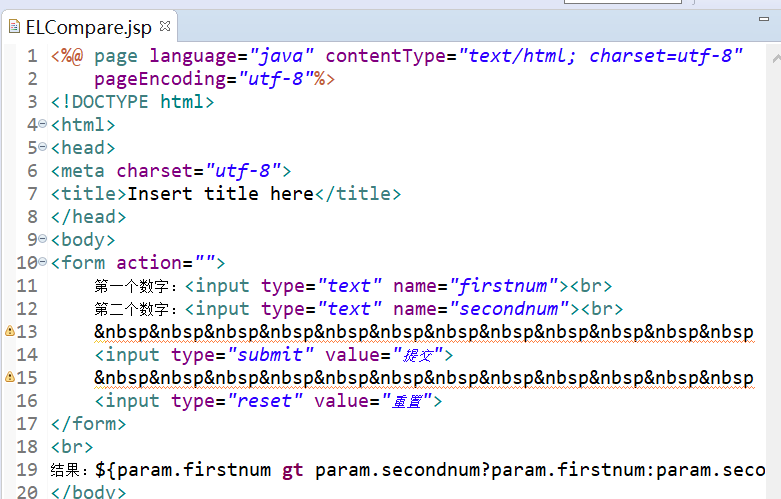 ELCompare.jsp
1 <%@ page language="java" contentType="text/html; charset=utf-8"
2 pageEncoding="utf-8"%>
3 <!DOCTYPE html>
4 <html>
5 <head>
6 <meta charset="utf-8">
7 <title>Insert title here</title>
8 </head>
9 <body>
10 <form action="">
11 第一个数字：<input type="text" name="firstnum"><br>
12 第二个数字：<input type="text" name="secondnum"><br>
13 &nbsp&nbsp&nbsp&nbsp&nbsp&nbsp&nbsp&nbsp&nbsp&nbsp&nbsp&nbsp
14 <input type="submit" value="提交">
15 &nbsp&nbsp&nbsp&nbsp&nbsp&nbsp&nbsp&nbsp&nbsp&nbsp&nbsp&nbsp
16 <input type="reset" value="重置">
17 </form>
18 <br>
19 结果：${param.firstnum gt param.secondnum?param.firstnum:param.seco
20 </body>